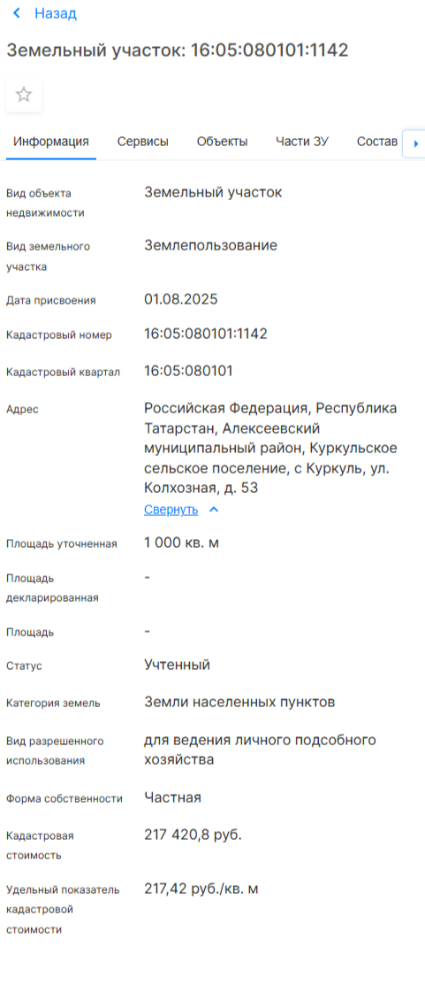 Назад
Земельный участок: 16:05:080101:1142
Информация Сервисы Объекты Части ЗУ Состав
Вид объекта недвижимости
Земельный участок
Вид земельного участка
Землепользование
Дата присвоения
01.08.2025
Кадастровый номер
16:05:080101:1142
Кадастровый квартал
16:05:080101
Адрес
Российская Федерация, Республика
Татарстан, Алексеевский
муниципальный район, Куркульское
сельское поселение, с Куркуль, ул.
Колхозная, д. 53
Свернуть
Площадь уточненная
1 000 кв. м
Площадь
декларированная
-
Площадь
-
Статус
Учтенный
Категория земель
Земли населенных пунктов
Вид разрешенного
использования
для ведения личного подсобного
хозяйства
Форма собственности
Частная
Кадастровая
стоимость
217 420,8 руб.
Удельный показатель
кадастровой
стоимости
217,42 руб./кв. м